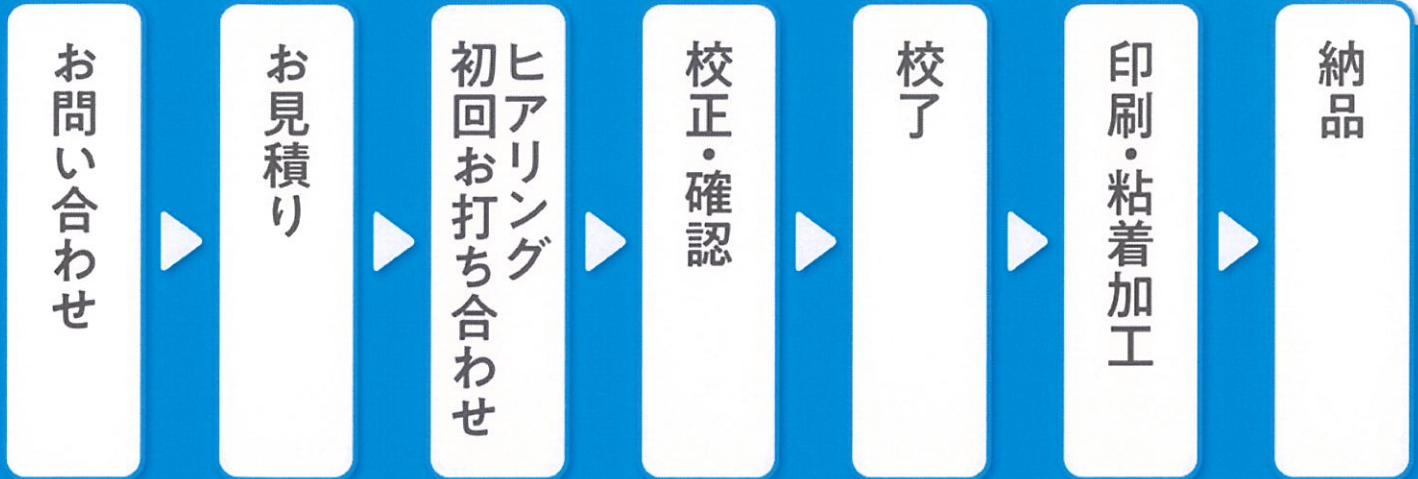 お問い合わせ
お見積り
ヒアリング
初回お打ち合わせ
校正・確認
校了
印刷・粘着加工
納品